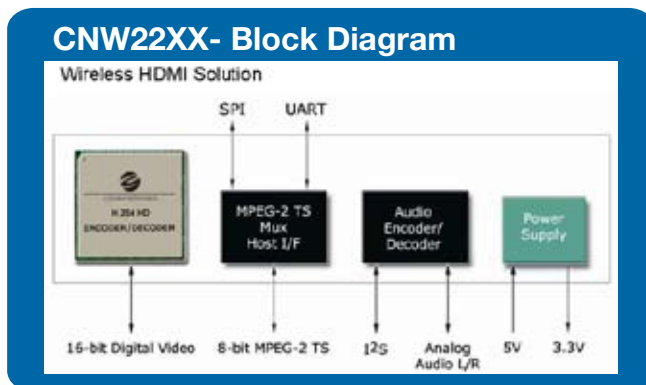 CNW22XX- Block Diagram
Wireless HDMI Solution
SPI UART
H.264 HD
ENCODER/DECODER
MPEG-2 TS
Mux
Host I/F
Audio
Encoder/
Decoder
Power
Supply
16-bit Digital Video 8-bit MPEG-2 TS I2S Analog
Audio L/R 5V 3.3V